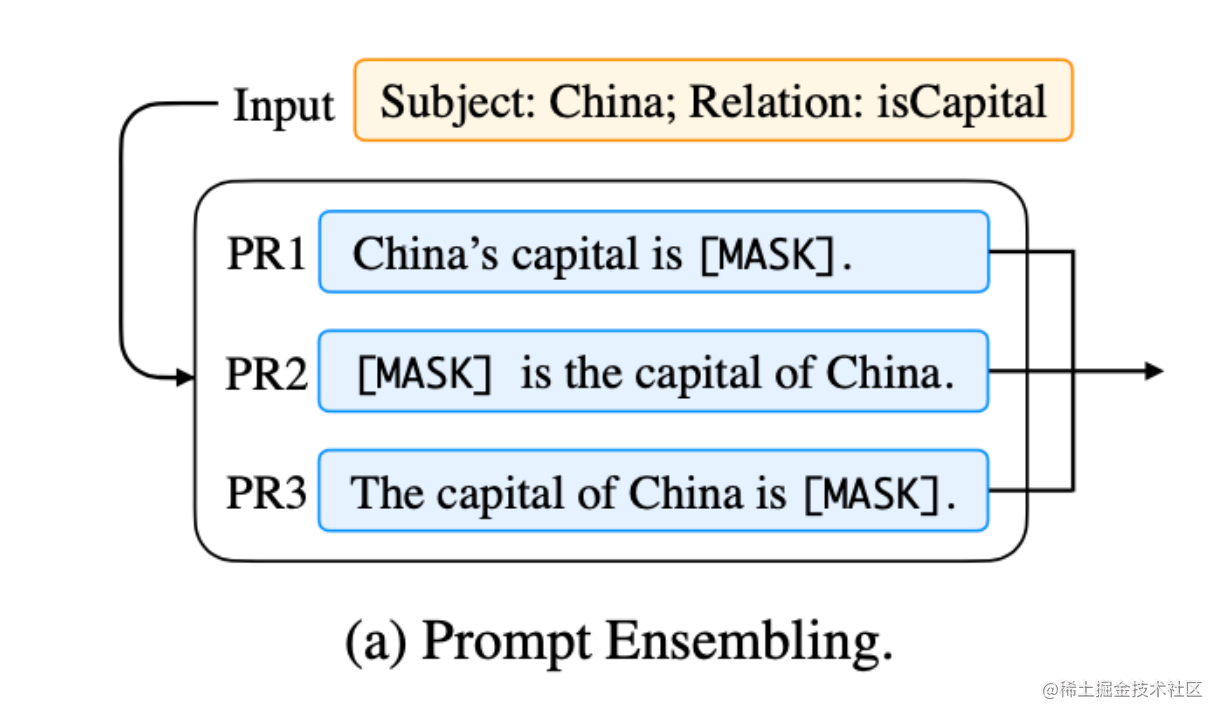 Input Subject: China; Relation: isCapital
PR1 China’s capital is [MASK].
PR2 [MASK] is the capital of China.
PR3 The capital of China is [MASK].
(a) Prompt Ensembling.
@稀土掘金技术社区